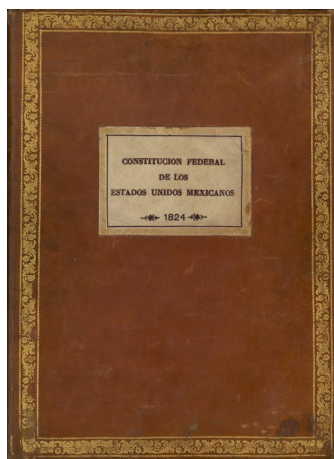 CONSTITUCION FEDERAL
DE LOS
ESTADOS UNIDOS MEXICANOS
1824